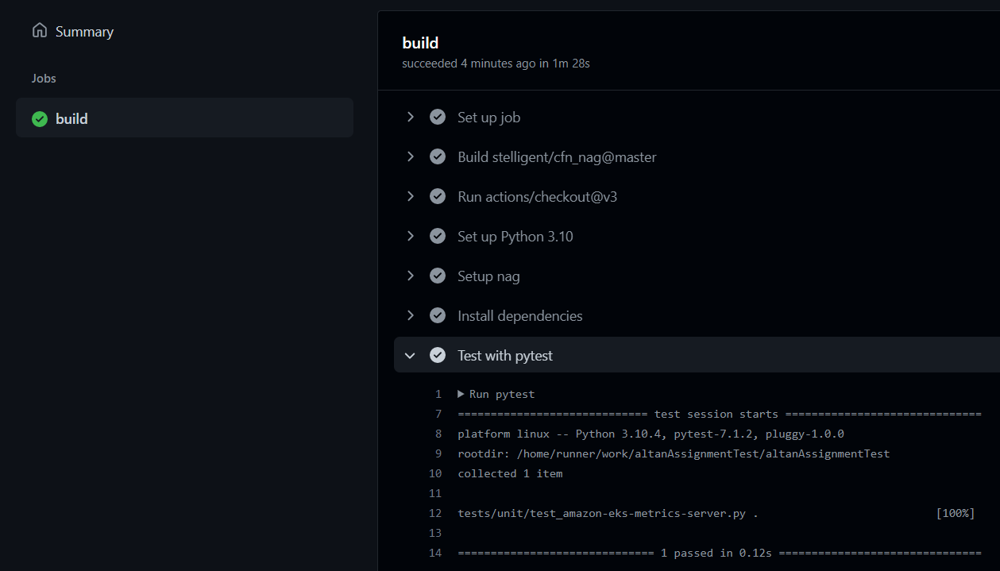 Summary
Jobs
build
build
succeeded 4 minutes ago in 1m 28s
Set up job
Build stelligent/cfn_nag@master
Run actions/checkout@v3
Set up Python 3.10
Setup nag
Install dependencies
Test with pytest
1 ▶ Run pytest
7 ============================= test session starts ==============================
8 platform linux -- Python 3.10.4, pytest-7.1.2, pluggy-1.0.0
9 rootdir: /home/runner/work/altanAssignmentTest/altanAssignmentTest
10 collected 1 item
11
12 tests/unit/test_amazon-eks-metrics-server.py . [100%]
13
14 ============================== 1 passed in 0.12s ===============================